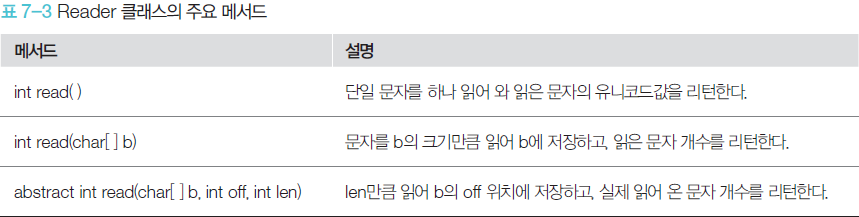 표 7-3 Reader 클래스의 주요 메서드
메서드 설명
int read( ) 단일 문자를 하나 읽어 와 읽은 문자의 유니코드값을 리턴한다.
int read(char[ ] b) 문자를 b의 크기만큼 읽어 b에 저장하고, 읽은 문자 개수를 리턴한다.
abstract int read(char[ ] b, int off, int len) len만큼 읽어 b의 off 위치에 저장하고, 실제 읽어 온 문자 개수를 리턴한다.